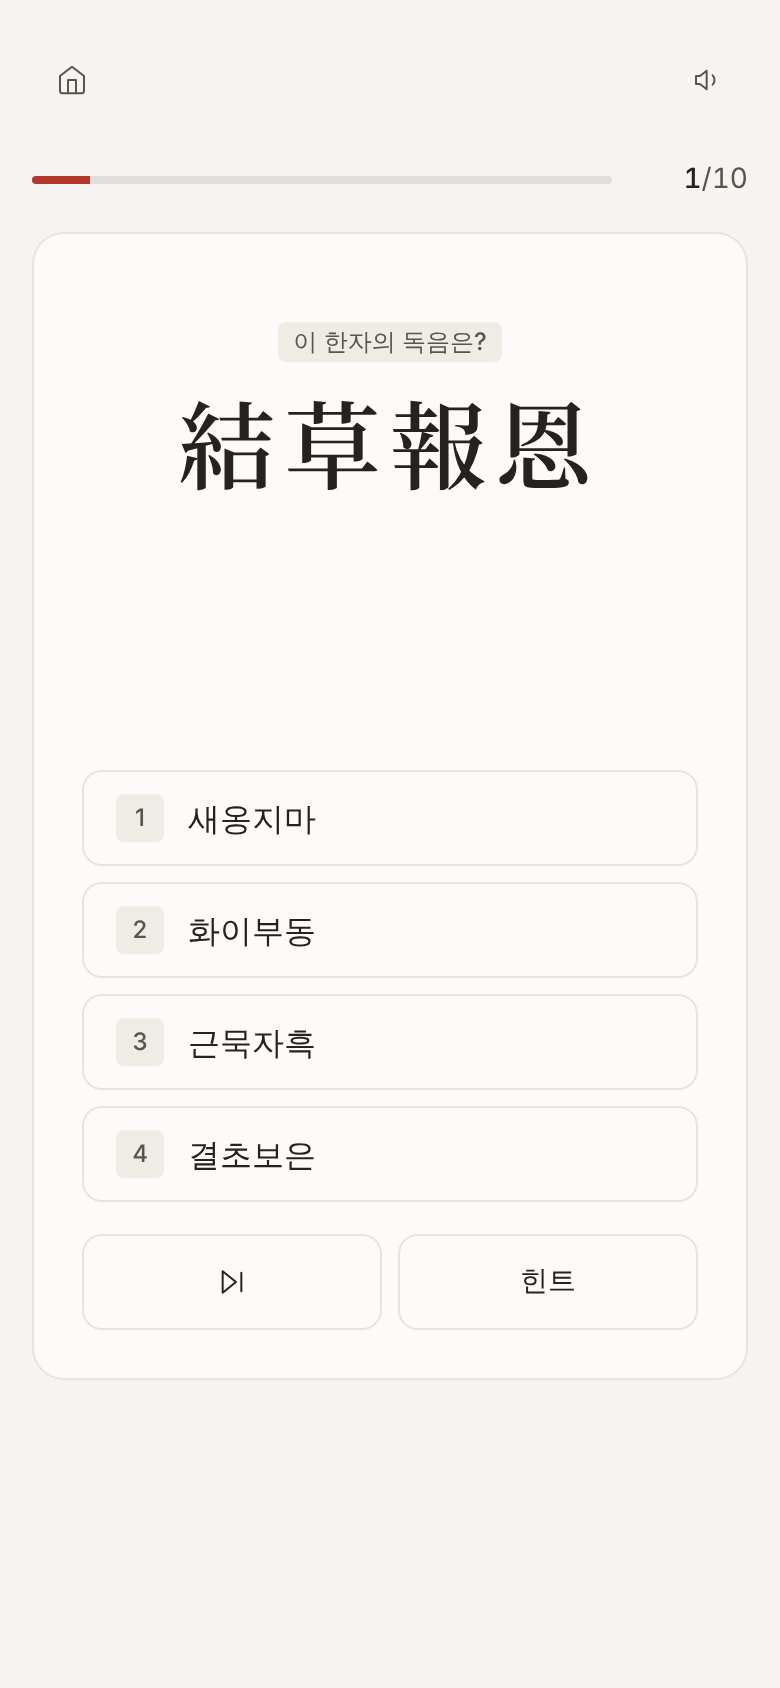 1/10
이 한자의 독음은?
結草報恩
1 새옹지마
2 화이부동
3 근묵자흑
4 결초보은
힌트